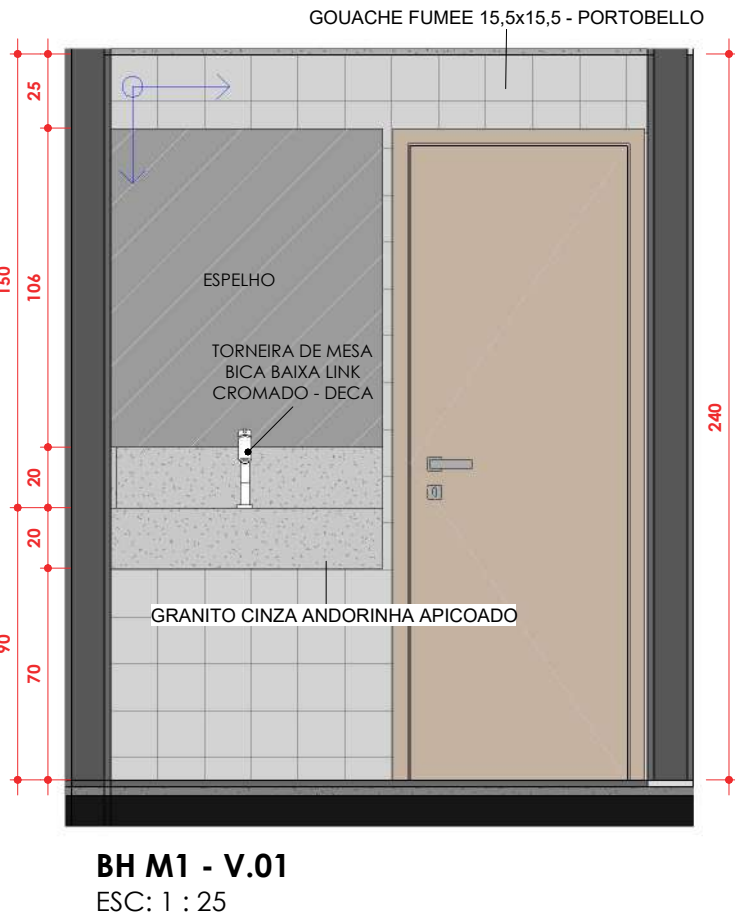 GOUACHE FUMEE 15,5x15,5 - PORTOBELLO
25
150
106
ESPELHO
TORNEIRA DE MESA
BICA BAIXA LINK
CROMADO - DECA
240
20
20
GRANITO CINZA ANDORINHA APICOADO
90
70
BH M1 - V.01
ESC: 1 : 25